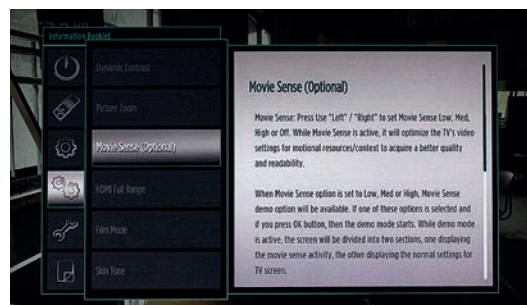 Information Booklet
Dynamic Contrast
Picture Zoom
Movie Sense (Optional)
HDMI Full Range
Film Mode
Skin Tone
Movie Sense (Optional)
Movie Sense: Press Use "Left" / "Right" to set Movie Sense Low, Med,
High or Off. While Movie Sense is active, it will optimize the TV's video
settings for motional resources/context to acquire a better quality
and readability.
When Movie Sense option is set to Low, Med or High, Movie Sense
demo option will be available. If one of these options is selected and
if you press OK button, then the demo mode starts. While demo mode
is active, the screen will be divided into two sections, one displaying
the movie sense activity, the other displaying the normal settings for
TV screen.